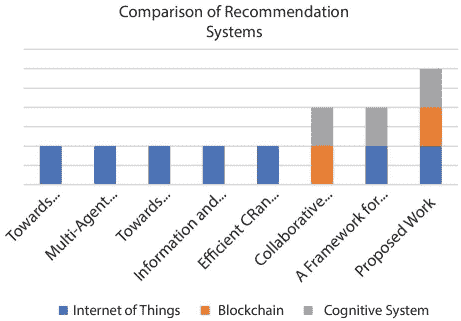 Comparison of Recommendation
Systems
Towards...
Multi-Agent...
Towards...
Information and...
Efficient CRan...
Collaborative...
A Framework for...
Proposed Work
Internet of Things
Blockchain
Cognitive System